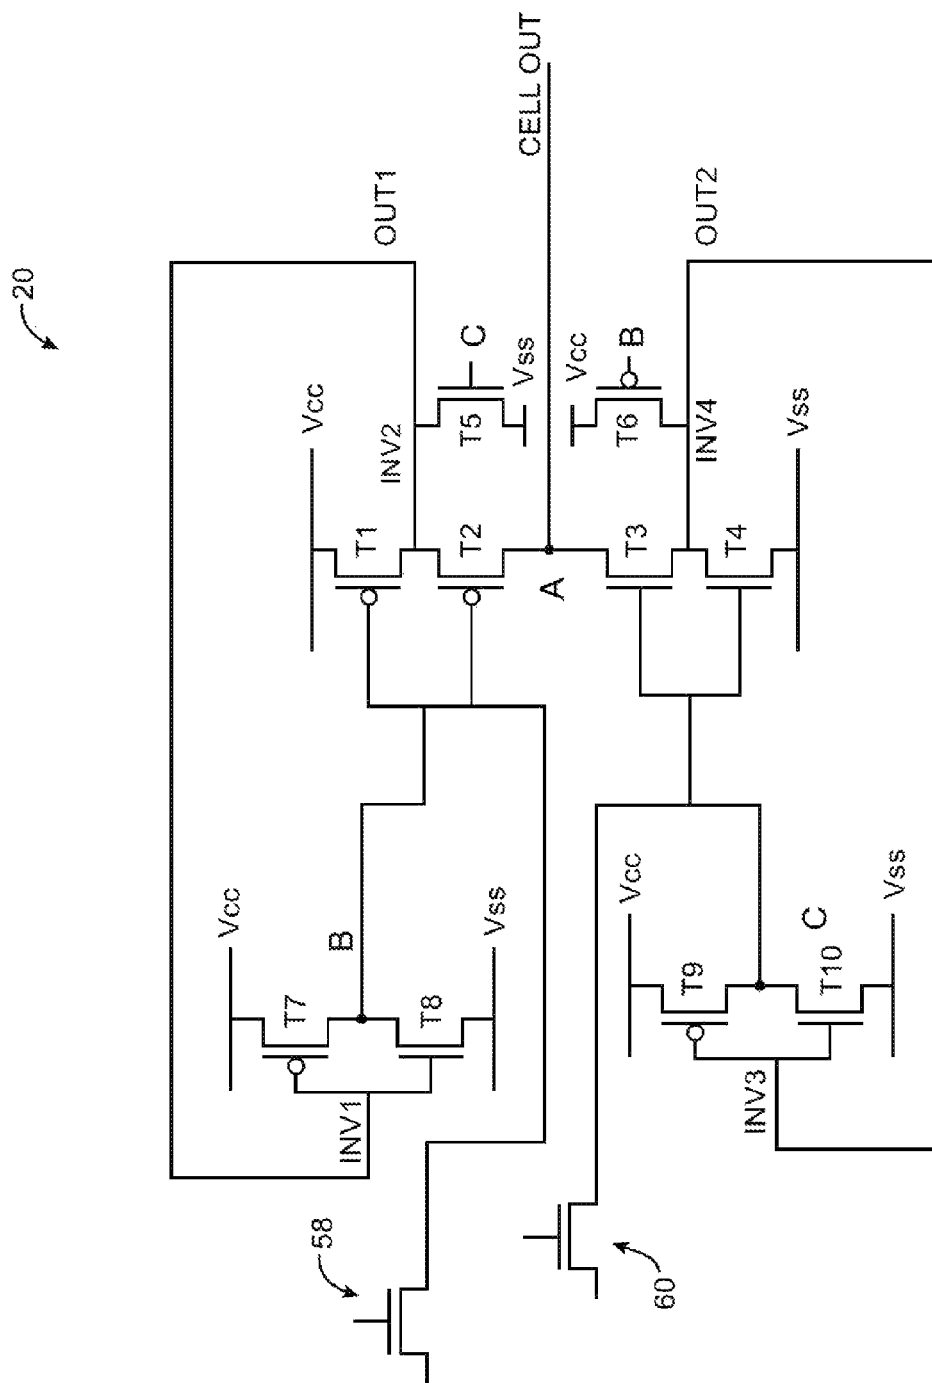 20
CELL OUT
OUT1
OUT2
Vcc
INV2
C
T5
Vss
Vcc
B
T6
INV4
Vss
T1
T2
A
T3
T4
Vcc
T7
B
T8
Vss
INV1
Vcc
T9
C
T10
Vss
INV3
58
60